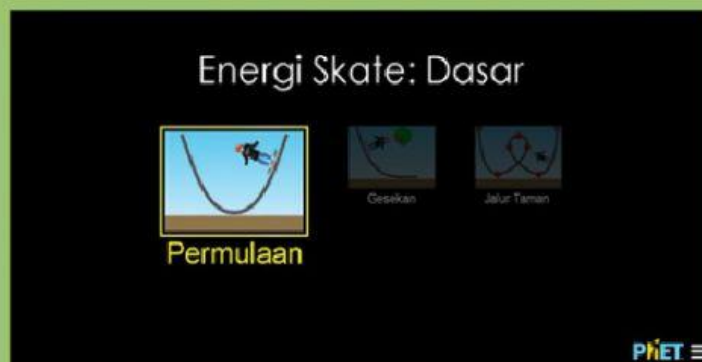 Energi Skate: Dasar
Permulaan
Gesekan
Jalur Taman
PhET